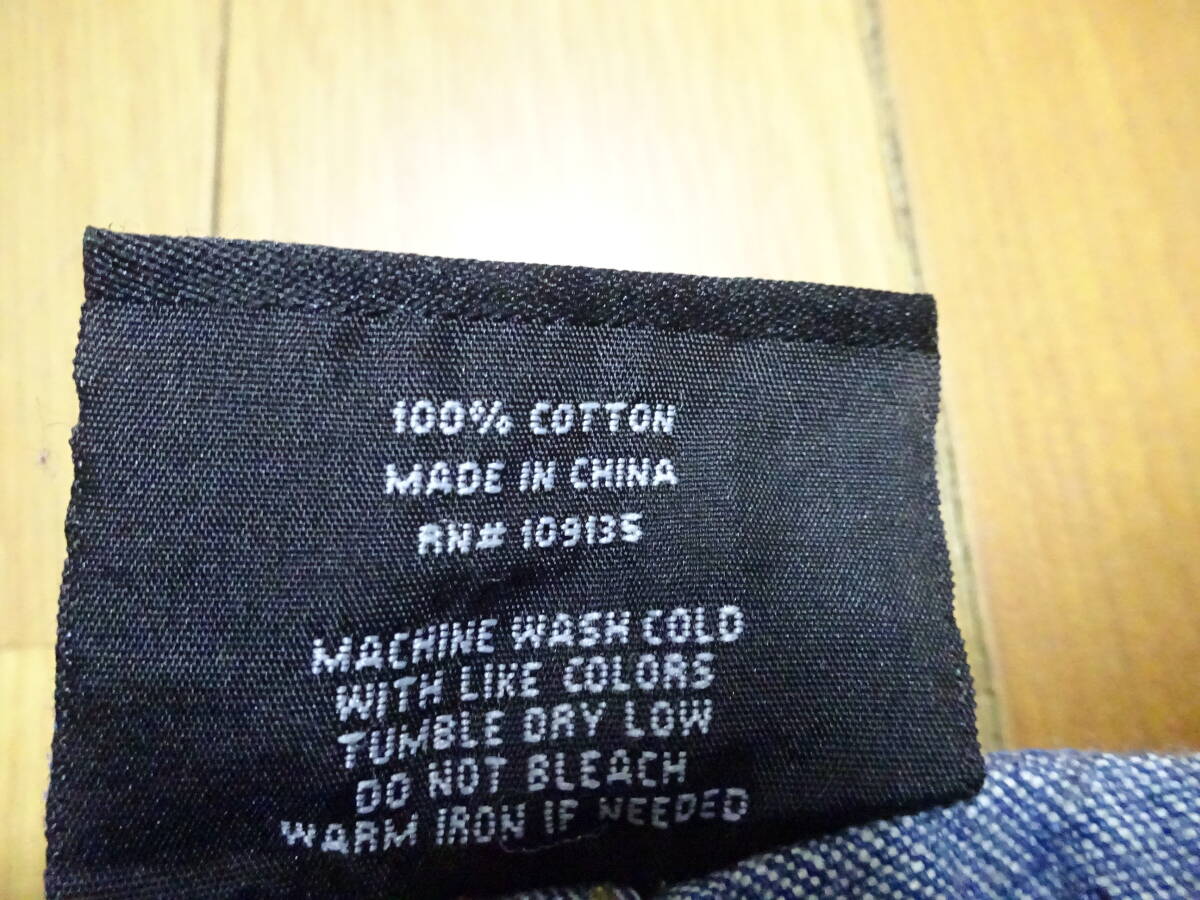 100% COTTON
MADE IN CHINA
RN# 109135
MACHINE WASH COLD
WITH LIKE COLORS
TUMBLE DRY LOW
DO NOT BLEACH
WARM IRON IF NEEDED